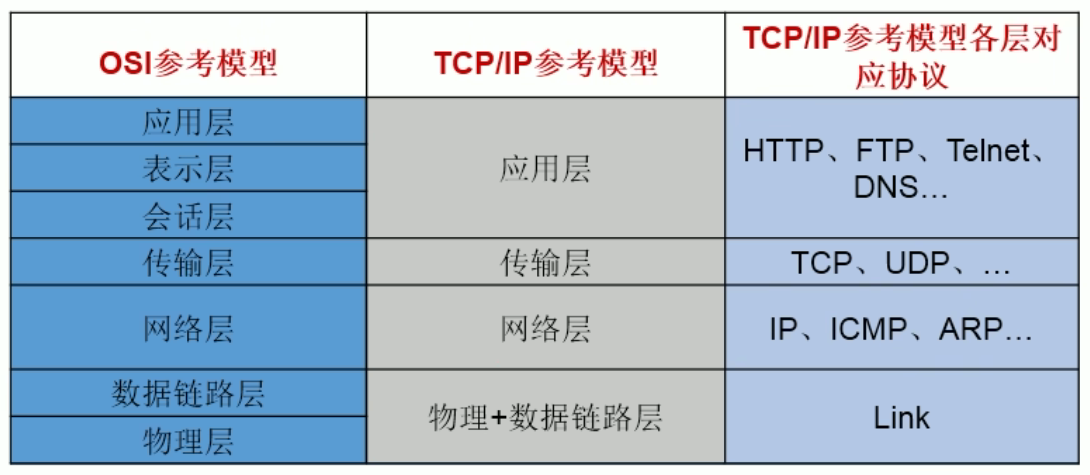 OSI参考模型
TCP/IP参考模型
TCP/IP参考模型各层对
应协议
应用层
表示层
会话层
应用层
HTTP、FTP、Telnet、
DNS...
传输层
传输层
TCP、UDP、...
网络层
网络层
IP、ICMP、ARP...
数据链路层
物理层
物理+数据链路层
Link